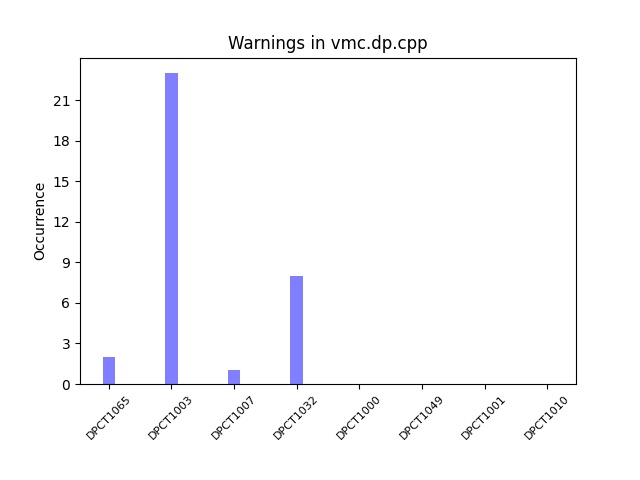 Warnings in vmc.dp.cpp
Occurrence
21
18
15
12
9
6
3
0
DPCT1065
DPCT1003
DPCT1007
DPCT1032
DPCT1000
DPCT1049
DPCT1001
DPCT1010